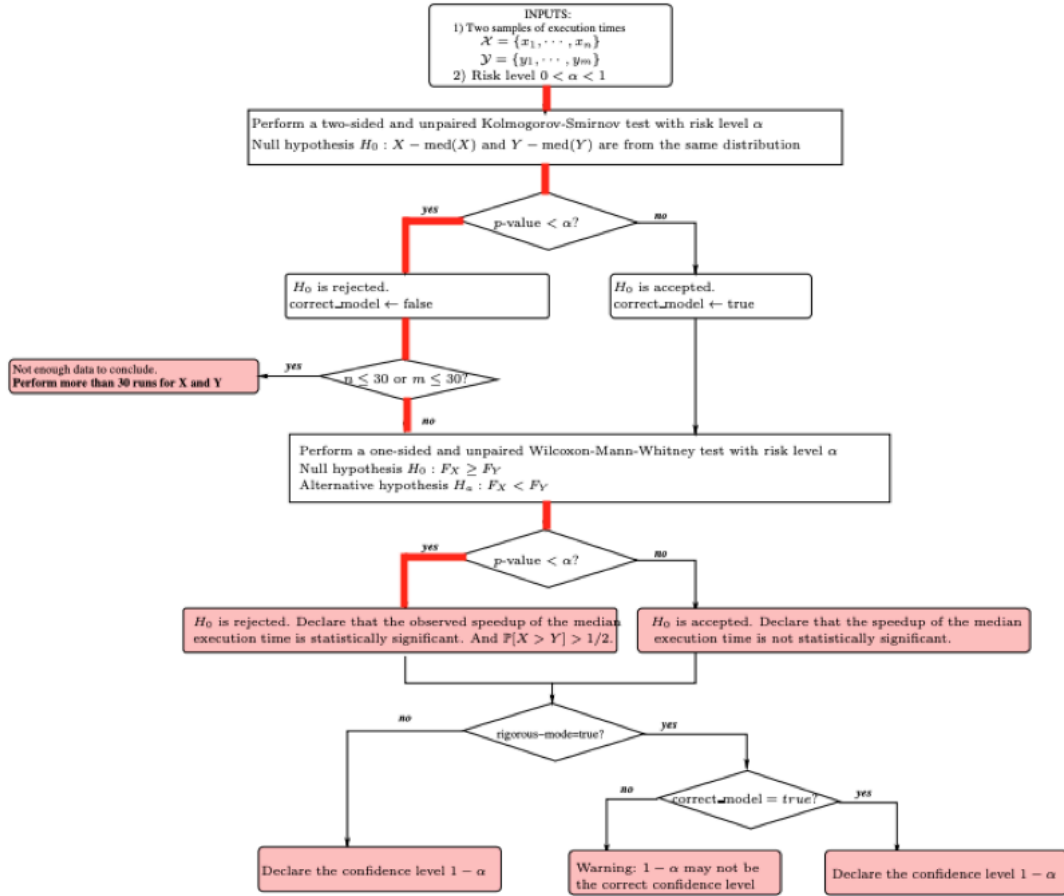 INPUTS:
1) Two samples of execution times
𝒳 = {x₁, ⋯ , xₙ}
𝒴 = {y₁, ⋯ , yₘ}
2) Risk level 0 < α < 1
Perform a two-sided and unpaired Kolmogorov-Smirnov test with risk level α
Null hypothesis H₀ : X − med(X) and Y − med(Y) are from the same distribution
yes
p-value < α?
no
H₀ is rejected.
correct_model ← false
H₀ is accepted.
correct_model ← true
Not enough data to conclude.
Perform more than 30 runs for X and Y
yes
n ≤ 30 or m ≤ 30?
no
Perform a one-sided and unpaired Wilcoxon-Mann-Whitney test with risk level α
Null hypothesis H₀ : F_X ≥ F_Y
Alternative hypothesis Hₐ : F_X < F_Y
yes
p-value < α?
no
H₀ is rejected. Declare that the observed speedup of the median
execution time is statistically significant. And ℙ[X > Y] > 1/2.
H₀ is accepted. Declare that the speedup of the median
execution time is not statistically significant.
no
rigorous-mode=true?
yes
no
correct_model = true?
yes
Declare the confidence level 1 − α
Warning: 1 − α may not be
the correct confidence level
Declare the confidence level 1 − α